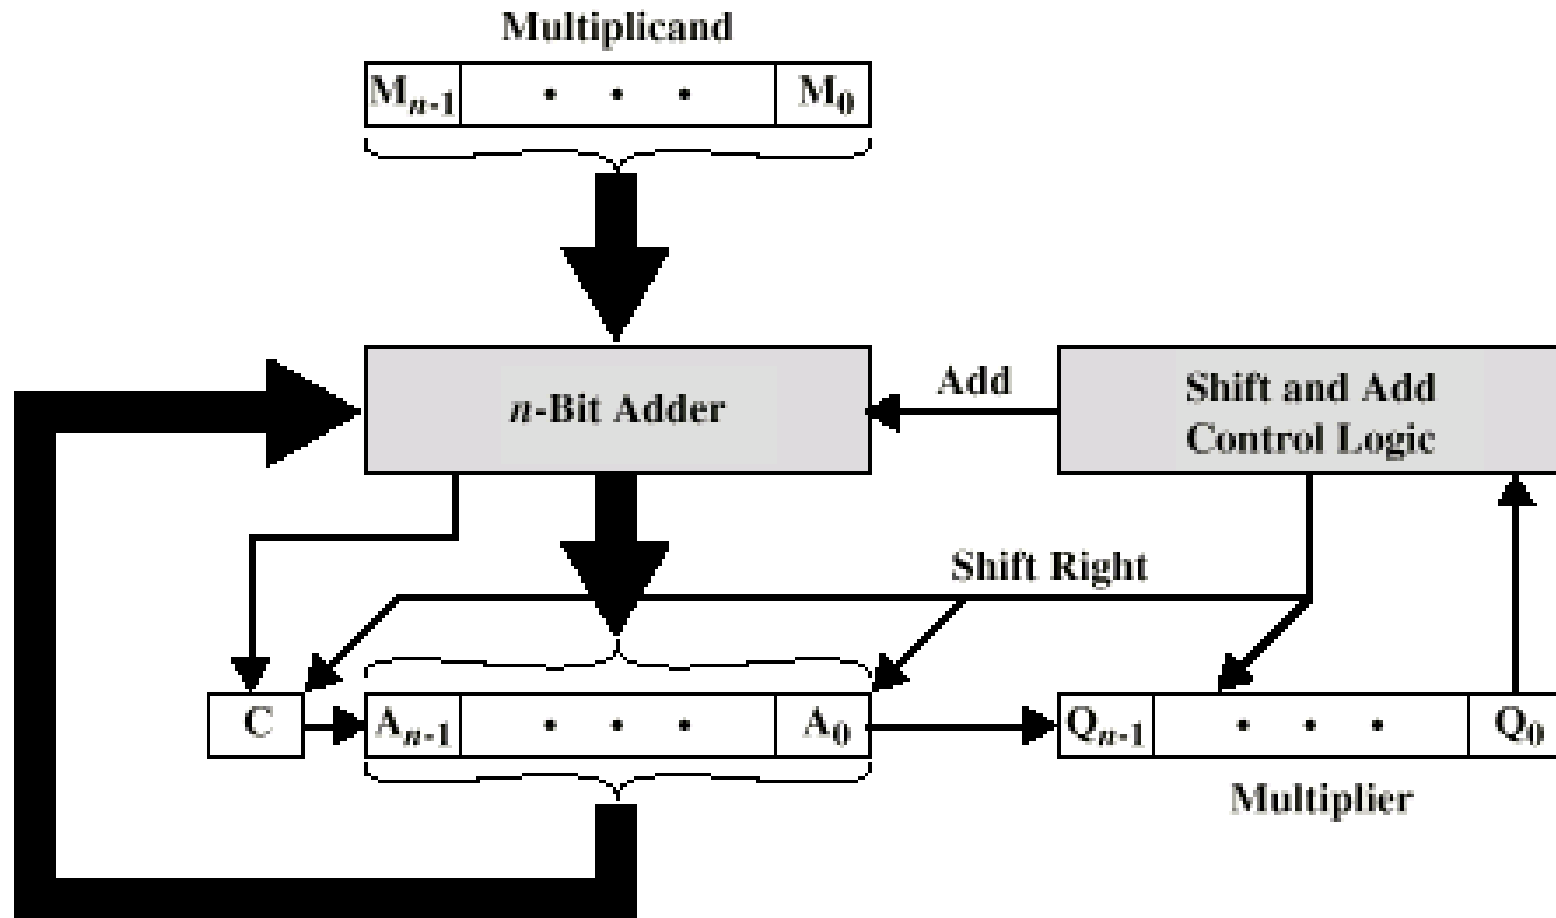 Multiplicand
Mn-1 • • • M0
n-Bit Adder
Add
Shift and Add
Control Logic
Shift Right
C
An-1 • • • A0
Qn-1 • • • Q0
Multiplier